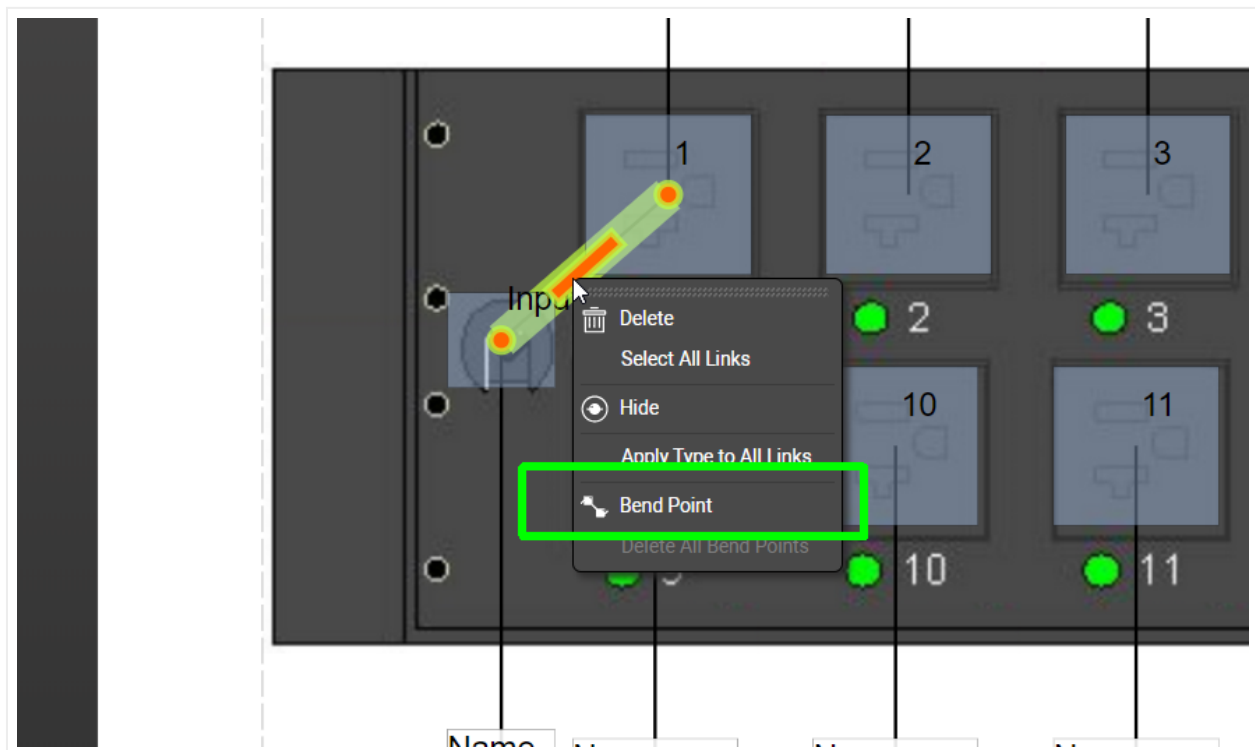 1
2
3
Inpu
Delete
2
3
Select All Links
Hide
10
11
Apply Type to All Links
Bend Point
Delete All Bend Points
10
11
Name